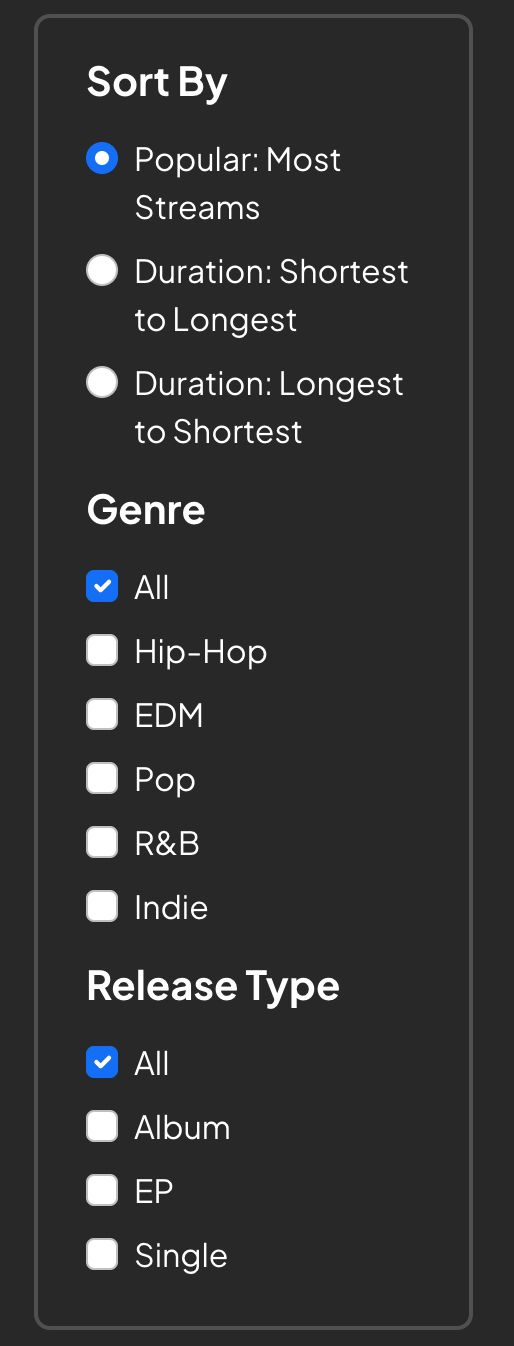 Sort By
Popular: Most
Streams
Duration: Shortest
to Longest
Duration: Longest
to Shortest
Genre
All
Hip-Hop
EDM
Pop
R&B
Indie
Release Type
All
Album
EP
Single